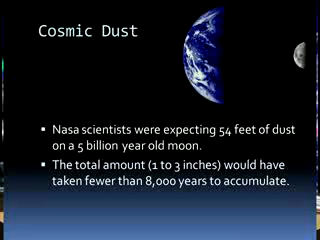 Cosmic Dust
▪ Nasa scientists were expecting 54 feet of dust
on a 5 billion year old moon.
▪ The total amount (1 to 3 inches) would have
taken fewer than 8,000 years to accumulate.